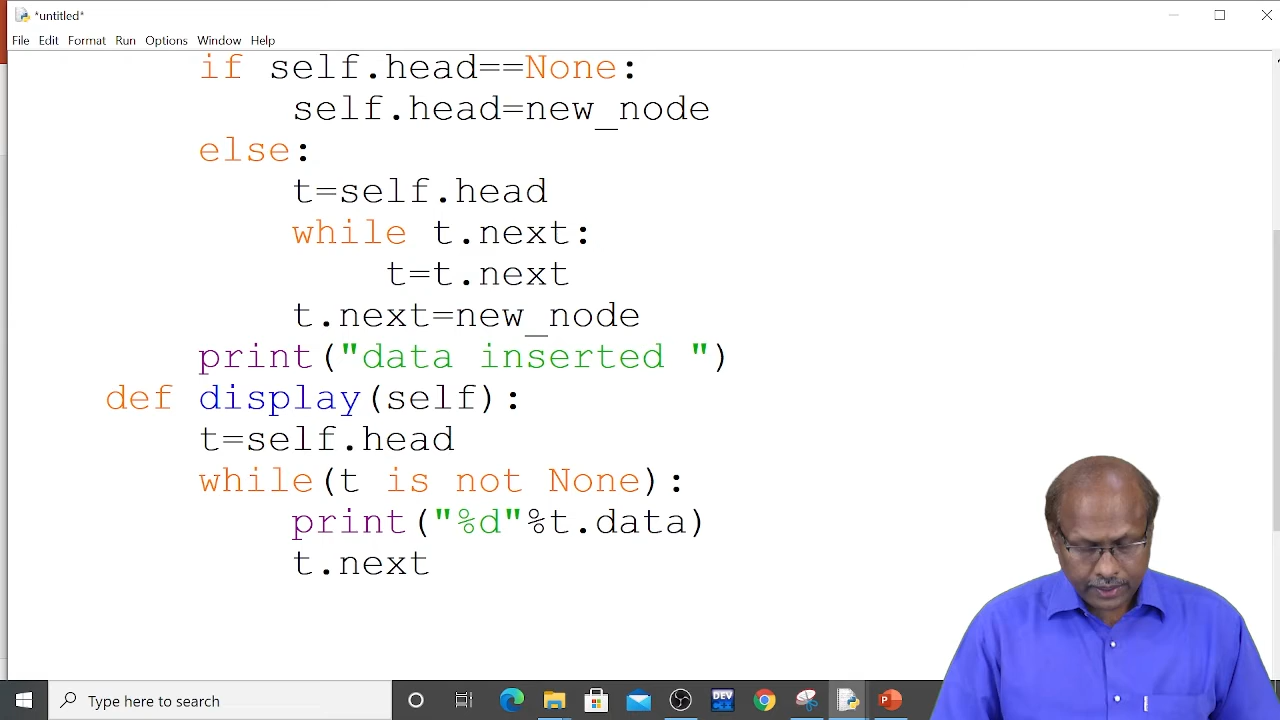 *untitled*
File Edit Format Run Options Window Help
if self.head==None:
self.head=new_node
else:
t=self.head
while t.next:
t=t.next
t.next=new_node
print("data inserted ")
def display(self):
t=self.head
while(t is not None):
print("%d"%t.data)
t.next
Type here to search
DEV
C++
P